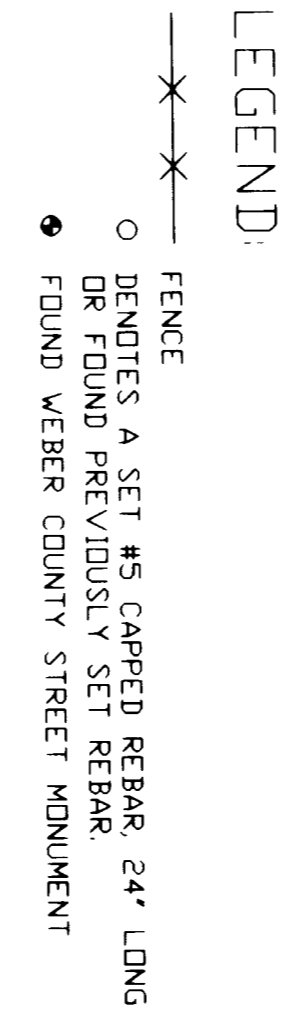 LEGEND:
FENCE
DENOTES A SET #5 CAPPED REBAR, 24" LONG
OR FOUND PREVIOUSLY SET REBAR.
FOUND WEBER COUNTY STREET MONUMENT